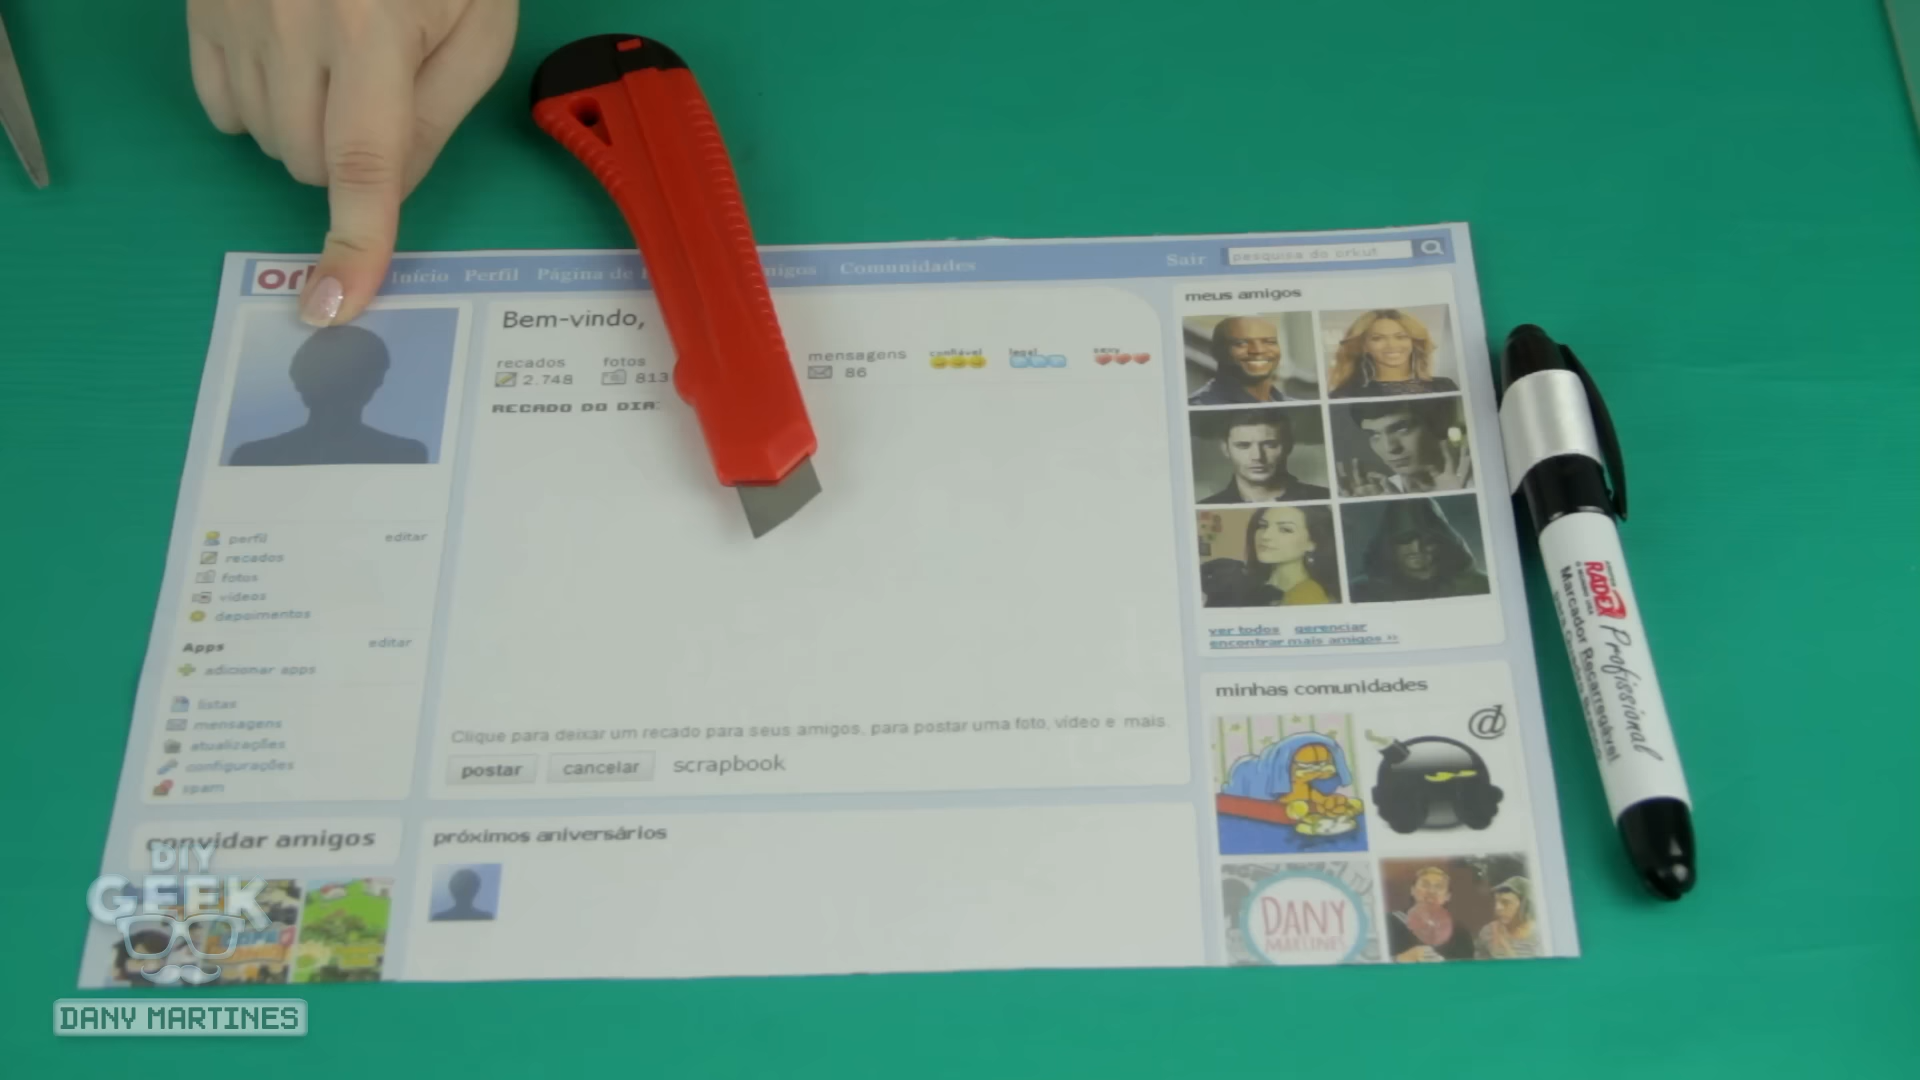 Início Perfil Página de
Comunidades
Sair
pesquisa do orkut
Bem-vindo,
recados
2.748
fotos
813
mensagens
86
confiável
legal
sexy
RECADO DO DIA:
meus amigos
ver todos gerenciar
encontrar mais amigos »
perfil editar
recados
fotos
vídeos
depoimentos
Apps editar
adicionar apps
listas
mensagens
atualizações
configurações
spam
Clique para deixar um recado para seus amigos, para postar uma foto, vídeo e mais.
postar cancelar scrapbook
minhas comunidades
@
DANY
MARTINES
convidar amigos
próximos aniversários
RADEX
Profissional
Marcador Recarregável
DIY
GEEK
DANY MARTINES